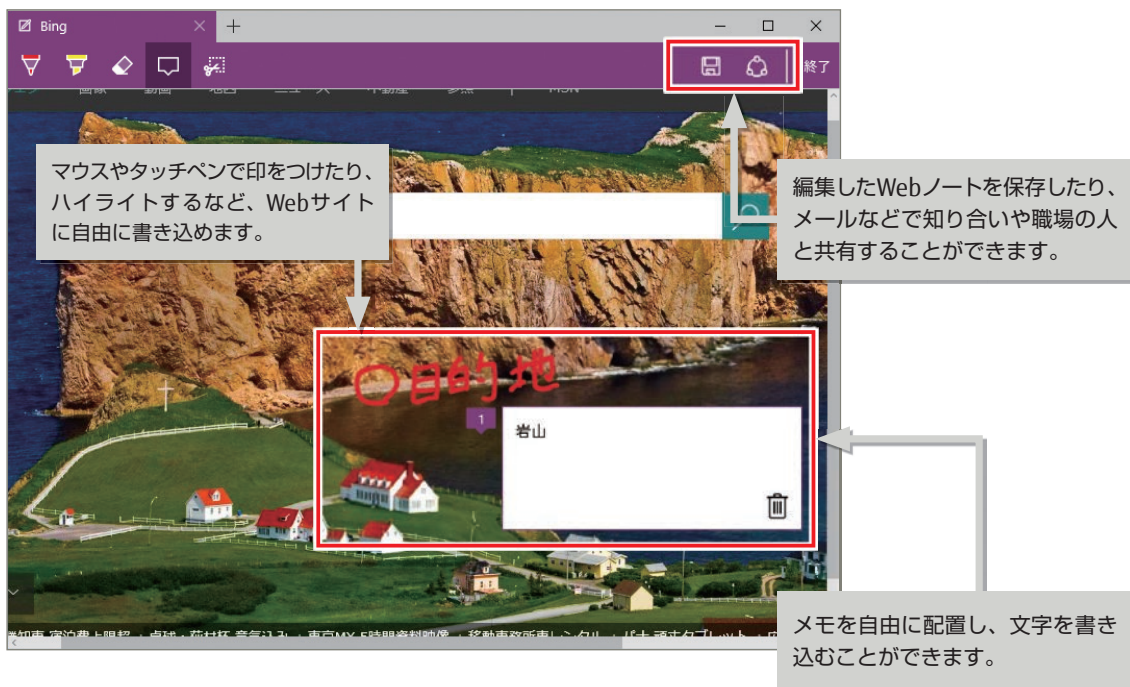 Bing
終了
MSN
マウスやタッチペンで印をつけたり、
ハイライトするなど、Webサイト
に自由に書き込めます。
編集したWebノートを保存したり、
メールなどで知り合いや職場の人
と共有することができます。
〇目的地
1
岩山
メモを自由に配置し、文字を書き
込むことができます。